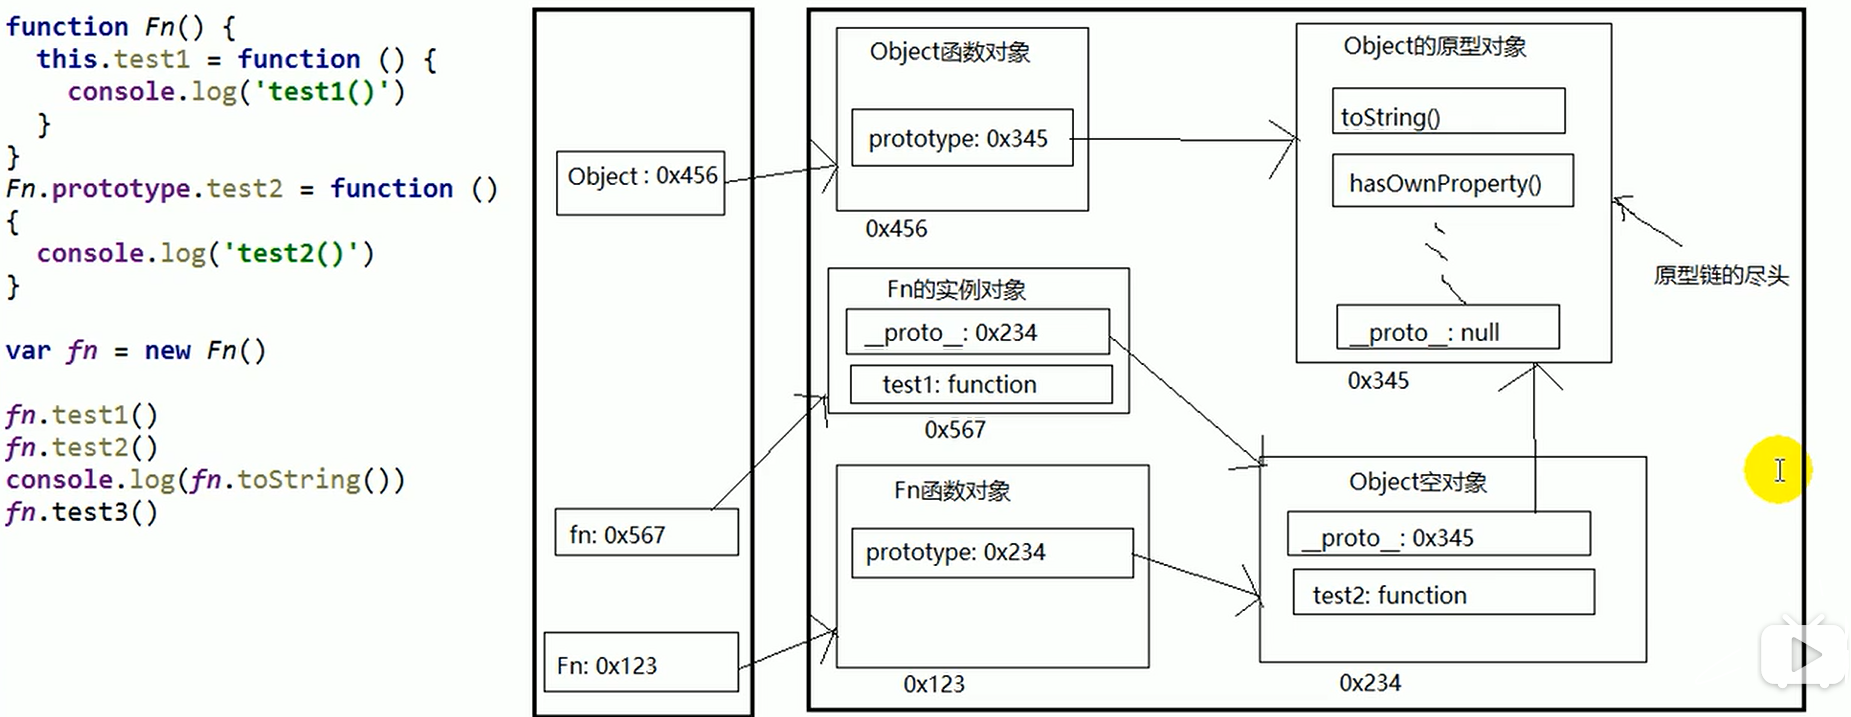 function Fn() {
this.test1 = function () {
console.log('test1()')
}
}
Fn.prototype.test2 = function ()
{
console.log('test2()')
}
var fn = new Fn()
fn.test1()
fn.test2()
console.log(fn.toString())
fn.test3()
Object : 0x456
fn: 0x567
Fn: 0x123
Object函数对象
prototype: 0x345
0x456
Fn的实例对象
__proto__: 0x234
test1: function
0x567
Fn函数对象
prototype: 0x234
0x123
Object的原型对象
toString()
hasOwnProperty()
__proto__: null
0x345
原型链的尽头
Object空对象
__proto__: 0x345
test2: function
0x234